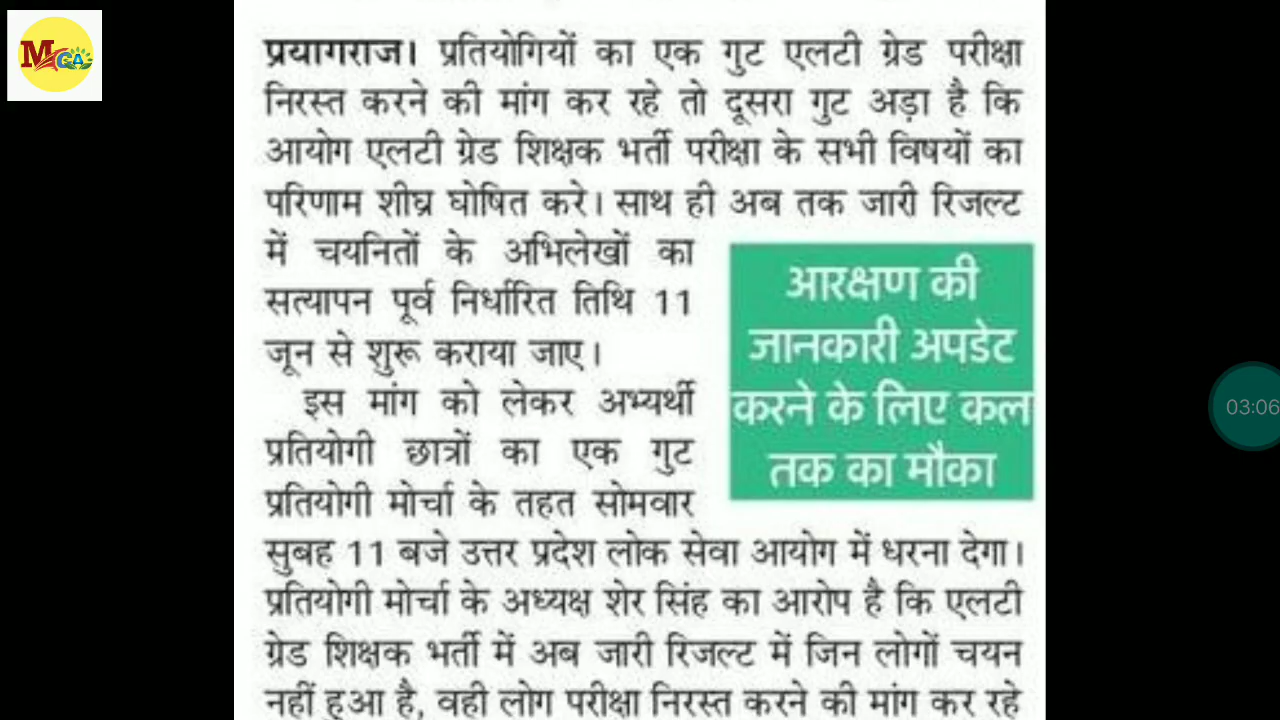 MGA
प्रयागराज। प्रतियोगियों का एक गुट एलटी ग्रेड परीक्षा
निरस्त करने की मांग कर रहे तो दूसरा गुट अड़ा है कि
आयोग एलटी ग्रेड शिक्षक भर्ती परीक्षा के सभी विषयों का
परिणाम शीघ्र घोषित करे। साथ ही अब तक जारी रिजल्ट
में चयनितों के अभिलेखों का
सत्यापन पूर्व निर्धारित तिथि 11
जून से शुरू कराया जाए।
इस मांग को लेकर अभ्यर्थी
प्रतियोगी छात्रों का एक गुट
प्रतियोगी मोर्चा के तहत सोमवार
सुबह 11 बजे उत्तर प्रदेश लोक सेवा आयोग में धरना देगा।
प्रतियोगी मोर्चा के अध्यक्ष शेर सिंह का आरोप है कि एलटी
ग्रेड शिक्षक भर्ती में अब जारी रिजल्ट में जिन लोगों चयन
नहीं हुआ है, वही लोग परीक्षा निरस्त करने की मांग कर रहे
आरक्षण की
जानकारी अपडेट
करने के लिए कल
तक का मौका
03:06